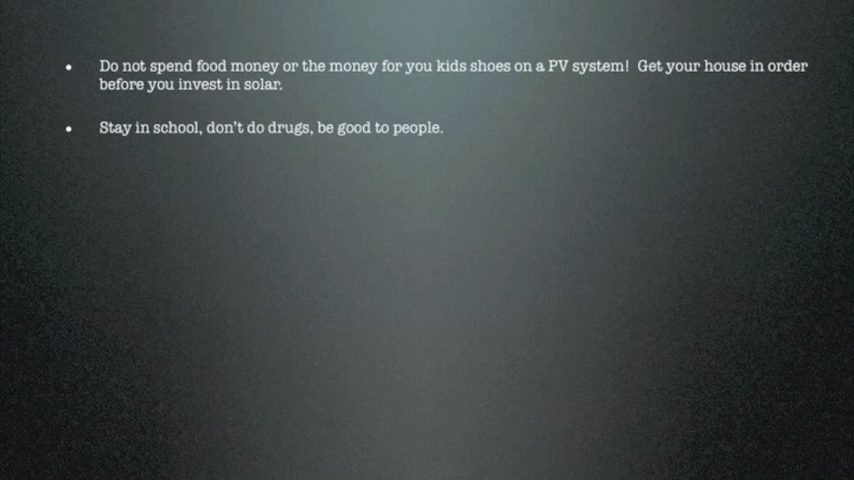 • Do not spend food money or the money for you kids shoes on a PV system!  Get your house in order
before you invest in solar.
• Stay in school, don't do drugs, be good to people.